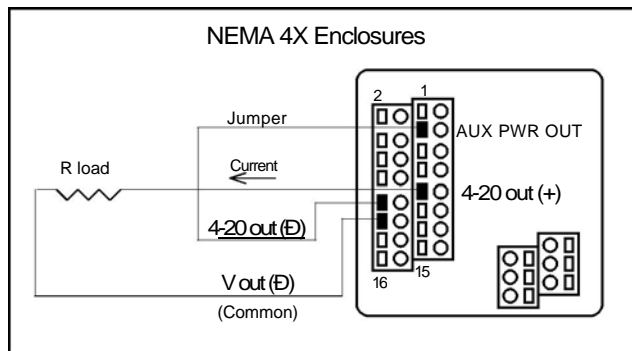 NEMA 4X Enclosures
2 1
Jumper
AUX PWR OUT
R load
Current
4-20 out (+)
4-20 out (Ð)
V out (Ð)
16 15
(Common)